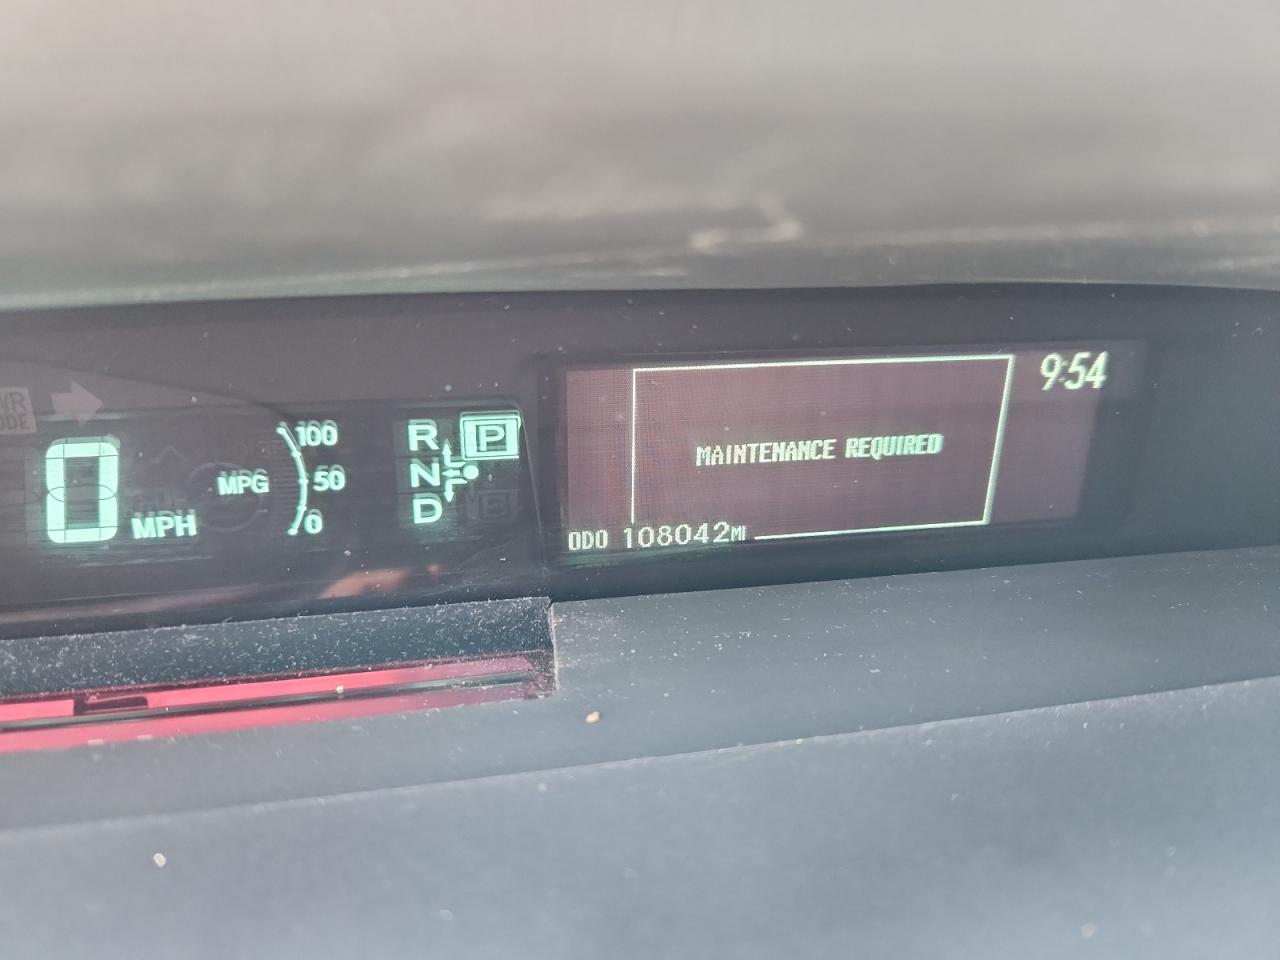 0
MPH
MPG
100
50
0
R
P
N
D
B
MAINTENANCE REQUIRED
9:54
ODO 108042MI